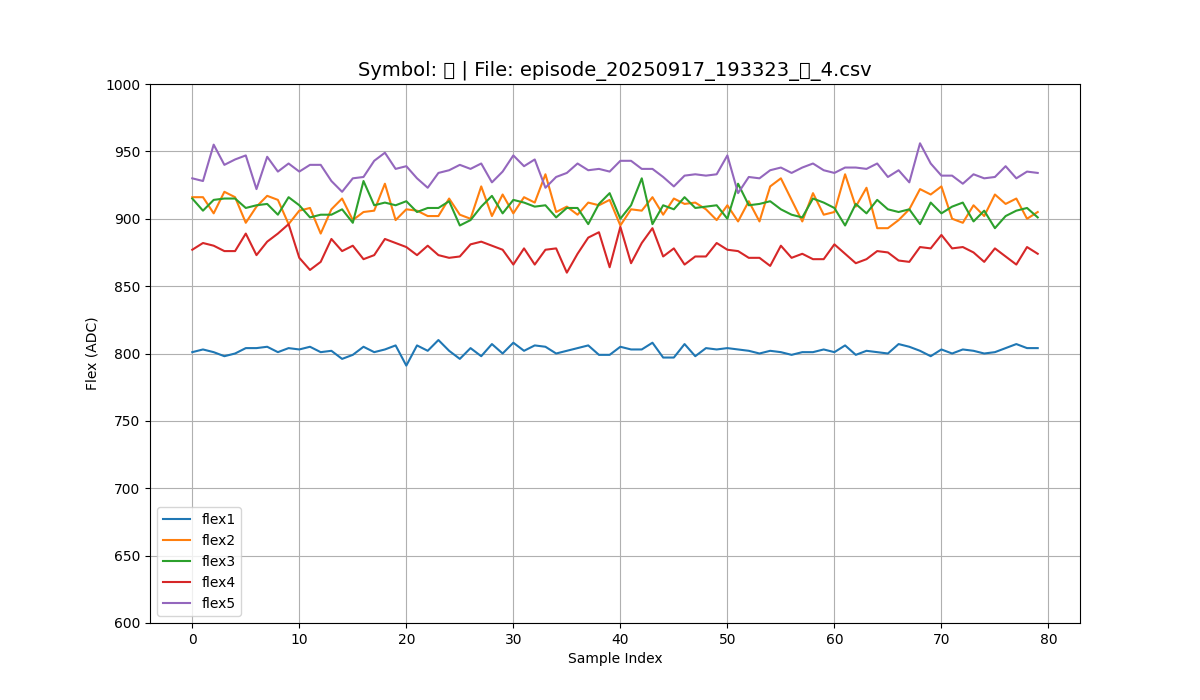 Symbol: ▯ | File: episode_20250917_193323_▯_4.csv
1000
950
900
850
800
750
700
650
600
Flex (ADC)
flex1
flex2
flex3
flex4
flex5
0 10 20 30 40 50 60 70 80
Sample Index